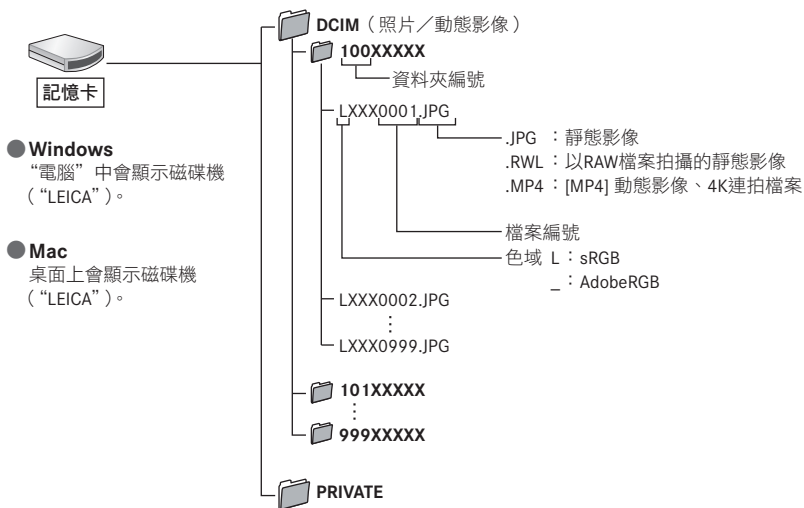 記憶卡
●Windows
“電腦”中會顯示磁碟機
（“LEICA”）。
●Mac
桌面上會顯示磁碟機
（“LEICA”）。
DCIM（照片／動態影像）
100XXXXX
資料夾編號
LXXX0001.JPG
.JPG ：靜態影像
.RWL：以RAW檔案拍攝的靜態影像
.MP4：[MP4] 動態影像、4K連拍檔案
檔案編號
色域 L：sRGB
_：AdobeRGB
LXXX0002.JPG
⋮
LXXX0999.JPG
101XXXXX
⋮
999XXXXX
PRIVATE